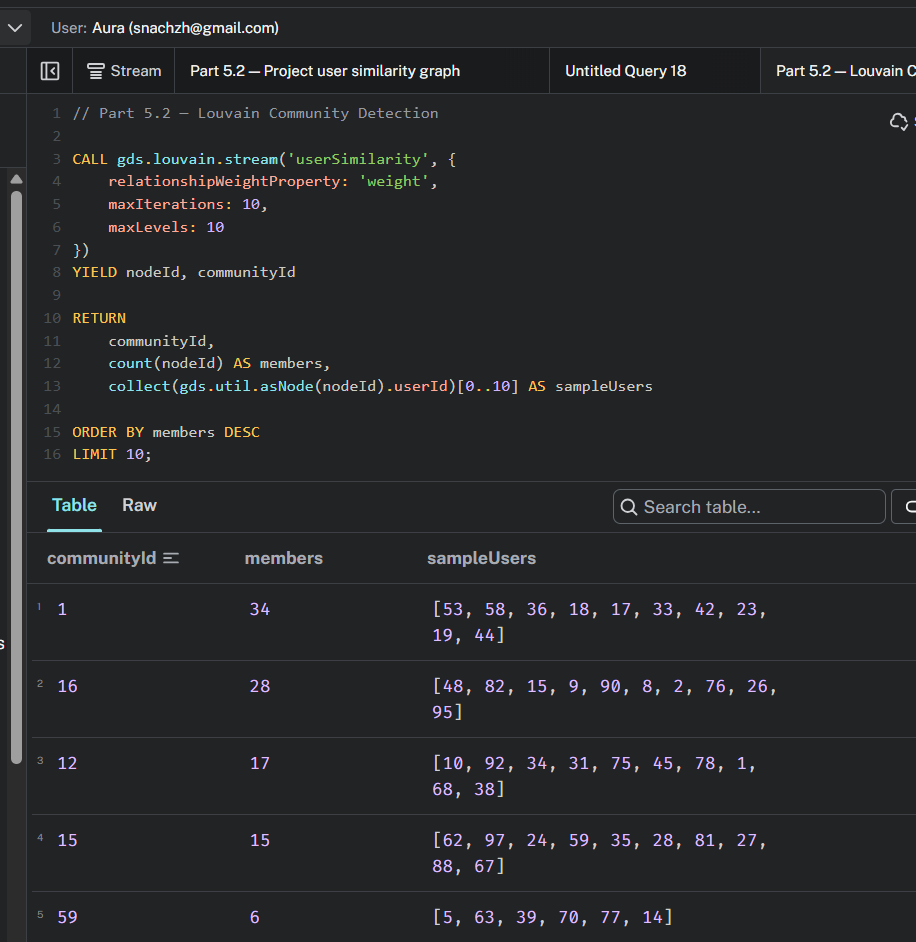 User: Aura (snachzh@gmail.com)
Stream
Part 5.2 — Project user similarity graph
Untitled Query 18
Part 5.2 — Louvain C
1 // Part 5.2 — Louvain Community Detection
2
3 CALL gds.louvain.stream('userSimilarity', {
4     relationshipWeightProperty: 'weight',
5     maxIterations: 10,
6     maxLevels: 10
7 })
8 YIELD nodeId, communityId
9
10 RETURN
11     communityId,
12     count(nodeId) AS members,
13     collect(gds.util.asNode(nodeId).userId)[0..10] AS sampleUsers
14
15 ORDER BY members DESC
16 LIMIT 10;
Table Raw
Search table...
communityId members sampleUsers
1 1 34 [53, 58, 36, 18, 17, 33, 42, 23,
19, 44]
2 16 28 [48, 82, 15, 9, 90, 8, 2, 76, 26,
95]
3 12 17 [10, 92, 34, 31, 75, 45, 78, 1,
68, 38]
4 15 15 [62, 97, 24, 59, 35, 28, 81, 27,
88, 67]
5 59 6 [5, 63, 39, 70, 77, 14]